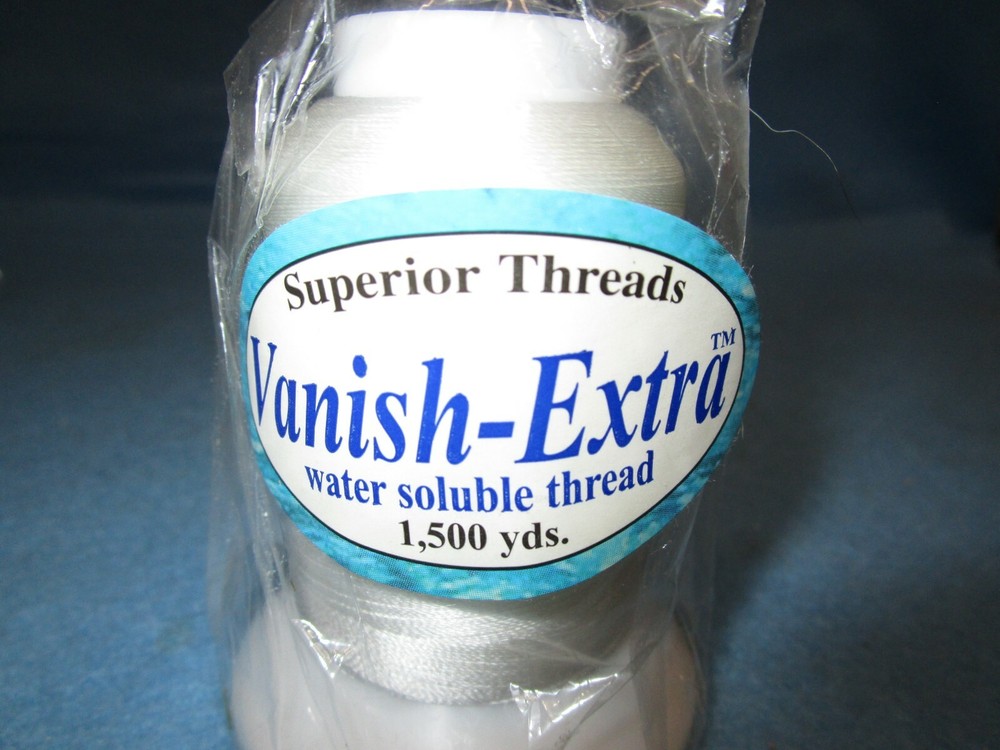 Superior Threads
Vanish-Extra™
water soluble thread
1,500 yds.